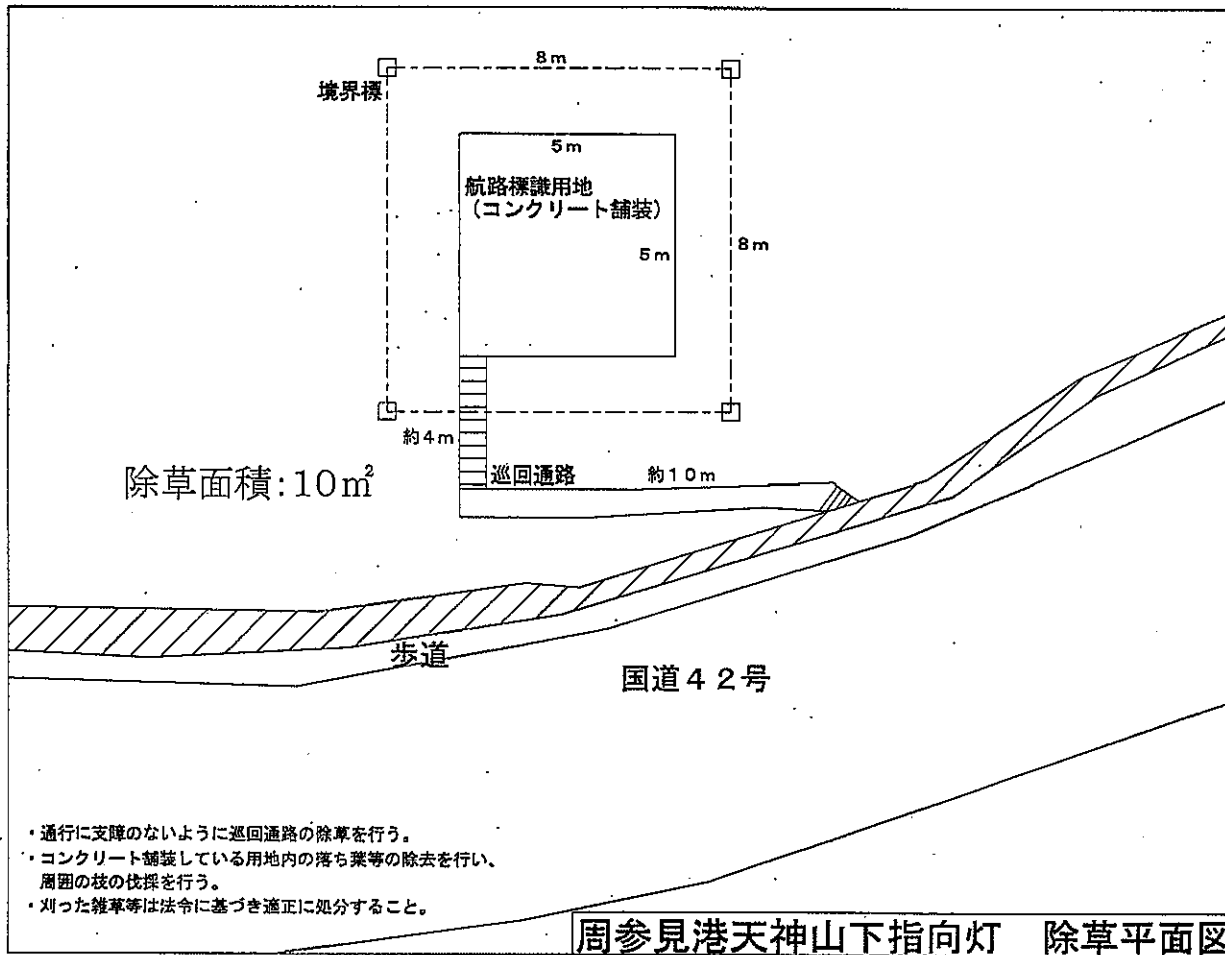 8m
境界標
5m
航路標識用地
(コンクリート舗装)
5m
8m
約4m
巡回通路
約10m
除草面積:10㎡
歩道
国道42号
・通行に支障のないように巡回通路の除草を行う。
・コンクリート舗装している用地内の落ち葉等の除去を行い、
周囲の枝の伐採を行う。
・刈った雑草等は法令に基づき適正に処分すること。
周参見港天神山下指向灯 除草平面図